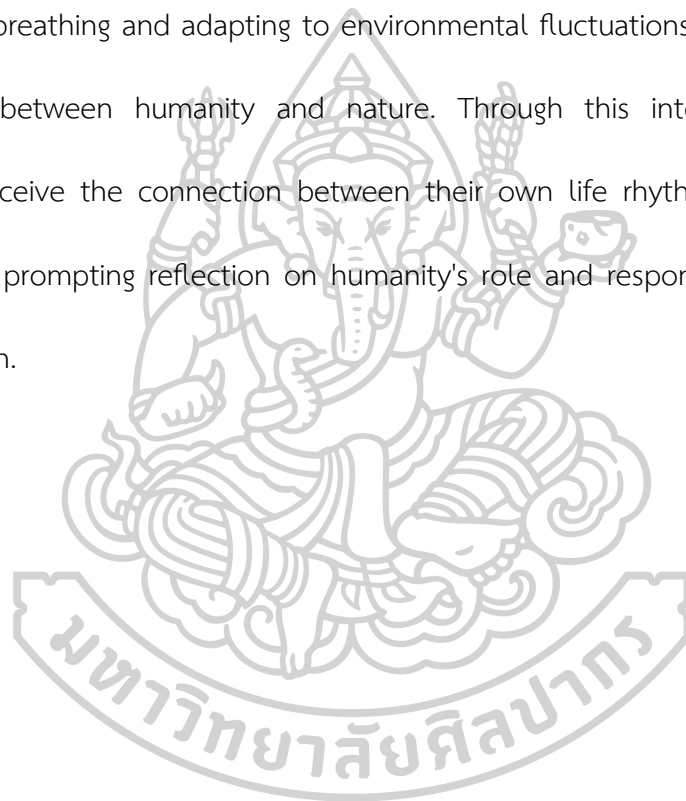 breathing and adapting to environmental fluctuations
between humanity and nature. Through this int
ceive the connection between their own life rhyth
prompting reflection on humanity's role and respon
n.
มหาวิทยาลัยศิลปากร